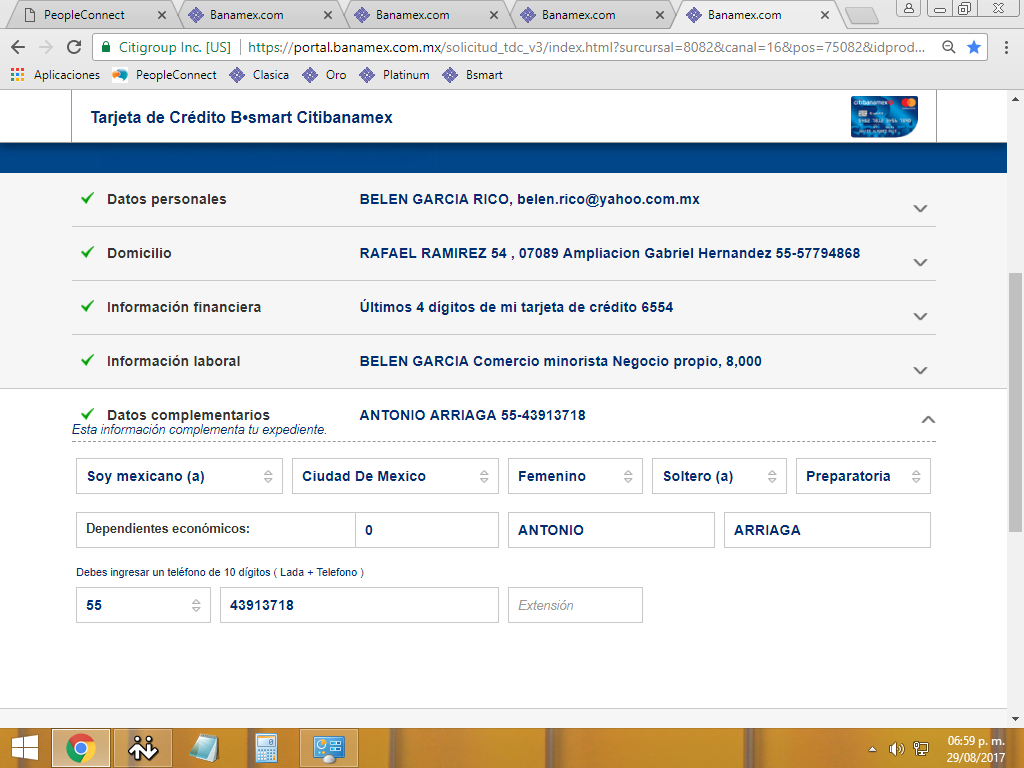 PeopleConnect Banamex.com Banamex.com Banamex.com Banamex.com
Citigroup Inc. [US] https://portal.banamex.com.mx/solicitud_tdc_v3/index.html?sursursal=8082&canal=16&pos=75082&idprod...
Aplicaciones PeopleConnect Clasica Oro Platinum Bsmart
Tarjeta de Crédito B•smart Citibanamex
citibanamex
Datos personales BELEN GARCIA RICO, belen.rico@yahoo.com.mx
Domicilio RAFAEL RAMIREZ 54 , 07089 Ampliacion Gabriel Hernandez 55-57794868
Información financiera Últimos 4 dígitos de mi tarjeta de crédito 6554
Información laboral BELEN GARCIA Comercio minorista Negocio propio, 8,000
Datos complementarios ANTONIO ARRIAGA 55-43913718
Esta información complementa tu expediente.
Soy mexicano (a) Ciudad De Mexico Femenino Soltero (a) Preparatoria
Dependientes económicos: 0 ANTONIO ARRIAGA
Debes ingresar un teléfono de 10 dígitos ( Lada + Telefono )
55 43913718 Extensión
06:59 p. m.
29/08/2017